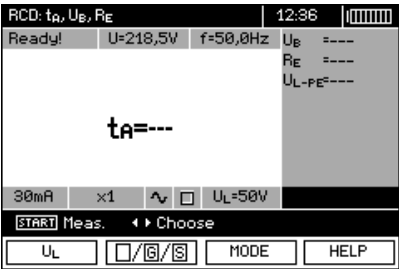 RCD: tA, UB, RE 12:36
Ready! U=218,5V f=50,0Hz
UB =---
RE =---
UL-PE=---
tA=---
30mA x1 UL=50V
START Meas. Choose
UL □/G/S MODE HELP